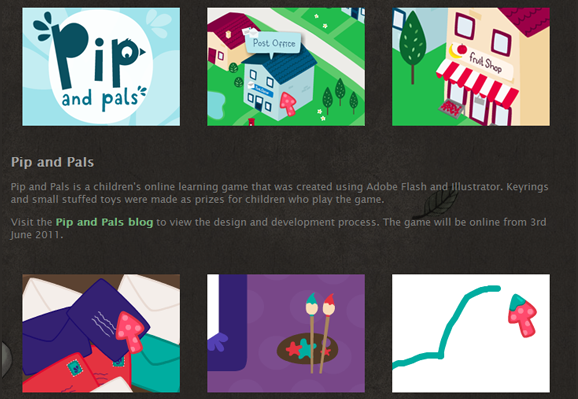 Pip
and pals
Post Office
fruit Shop
Pip and Pals
Pip and Pals is a children's online learning game that was created using Adobe Flash and Illustrator. Keyrings
and small stuffed toys were made as prizes for children who play the game.
Visit the Pip and Pals blog to view the design and development process. The game will be online from 3rd
June 2011.